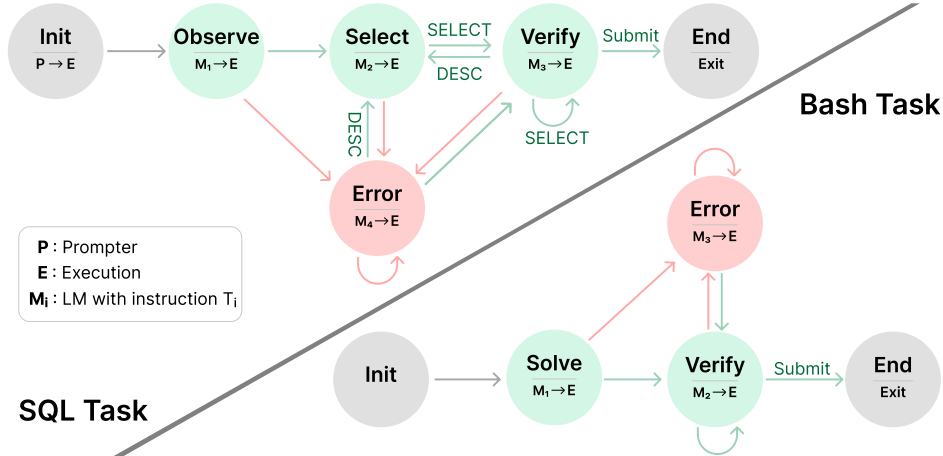 Init
P → E
Observe
M₁→E
Select
M₂→E
SELECT
DESC
Verify
M₃→E
Submit
End
Exit
SELECT
DESC
Bash Task
Error
M₄→E
Error
M₃→E
P : Prompter
E : Execution
Mᵢ : LM with instruction Tᵢ
Init
Solve
M₁→E
Verify
M₂→E
Submit
End
Exit
SQL Task